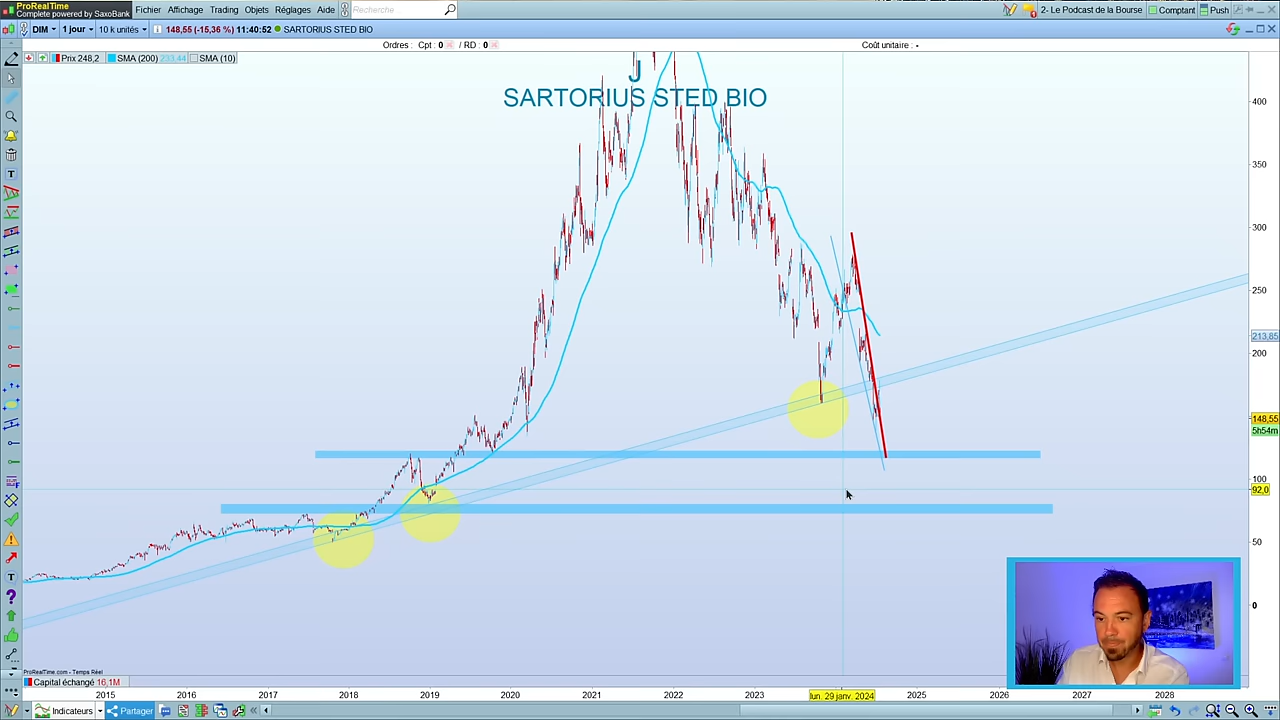 ProRealTime
Complete powered by SaxoBank
Fichier Affichage Trading Objets Réglages Aide Recherche 2- Le Podcast de la Bourse Comptant Push
DIM 1 jour 10 k unités 148,55 (-15,36 %) 11:40:52 SARTORIUS STED BIO
Ordres : Cpt : 0 / RD : 0 Coût unitaire : -
Prix 248,2 SMA (200) 233,44 SMA (10)
J
SARTORIUS STED BIO
400
350
300
250
213,85
200
148,55
5h54m
100
92,0
50
0
ProRealTime.com - Temps Réel
Capital échangé 16,1M
2015 2016 2017 2018 2019 2020 2021 2022 2023 lun. 29 janv. 2024 2025 2026 2027 2028
Indicateurs Partager